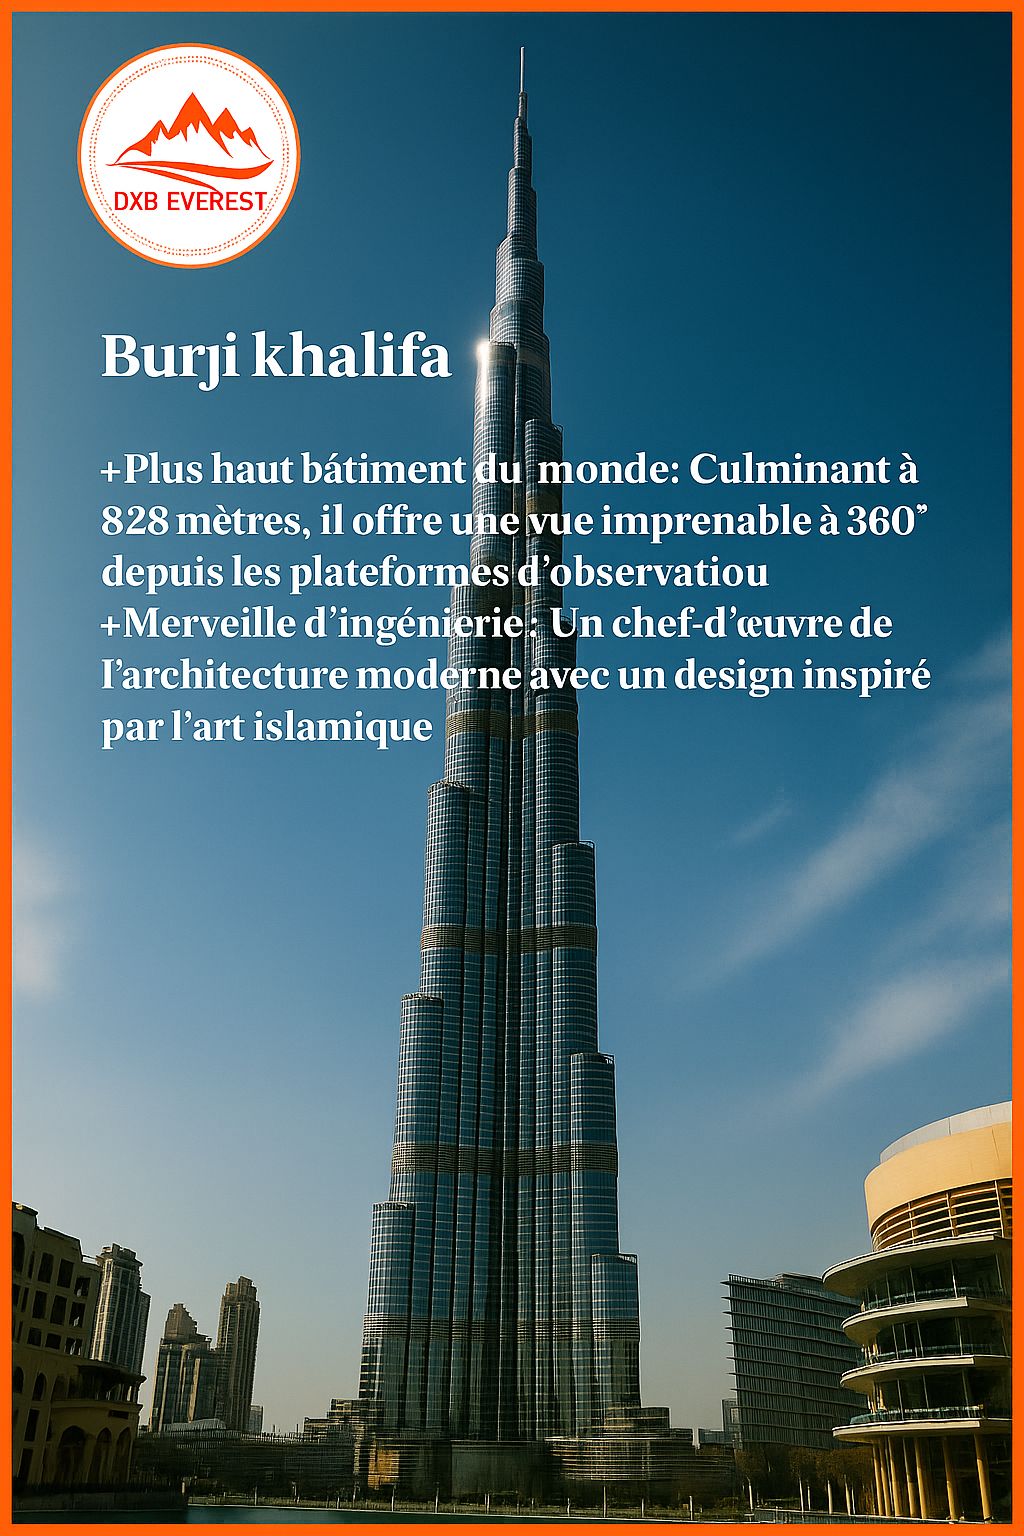 DXB EVEREST
Burji khalifa
+Plus haut bátiment du monde: Culminant à
828 mètres, il offre une vue imprenable à 360”
depuis les plateformes d’observatiou
+Merveille d’ingénierie: Un chef-d’œuvre de
I’architecture moderne avec un design inspiré
par l’art islamique